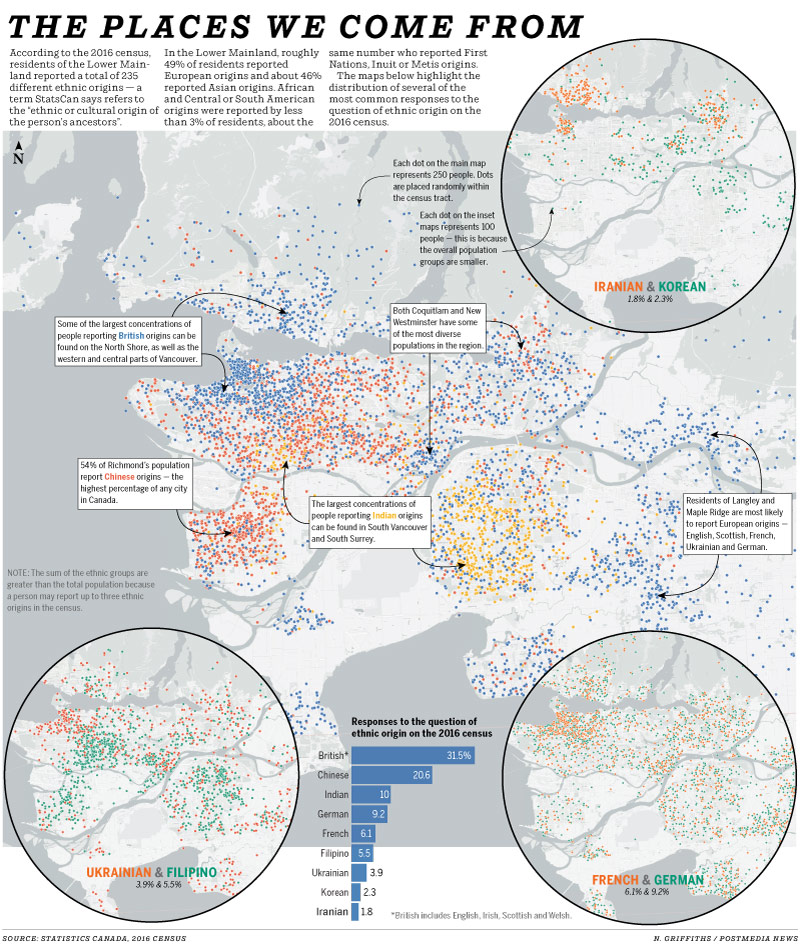 THE PLACES WE COME FROM
According to the 2016 census,
residents of the Lower Main-
land reported a total of 235
different ethnic origins — a
term StatsCan says refers to
the “ethnic or cultural origin of
the person’s ancestors”.
In the Lower Mainland, roughly
49% of residents reported
European origins and about 46%
reported Asian origins. African
and Central or South American
origins were reported by less
than 3% of residents, about the
same number who reported First
Nations, Inuit or Metis origins.
The maps below highlight the
distribution of several of the
most common responses to the
question of ethnic origin on the
2016 census.
N
Each dot on the main map
represents 250 people. Dots
are placed randomly within
the census tract.
Each dot on the inset
maps represents 100
people — this is because
the overall population
groups are smaller.
IRANIAN & KOREAN
1.8% & 2.3%
Some of the largest concentrations of
people reporting British origins can be
found on the North Shore, as well as the
western and central parts of Vancouver.
Both Coquitlam and New
Westminster have some
of the most diverse
populations in the region.
54% of Richmond’s population
report Chinese origins — the
highest percentage of any city
in Canada.
The largest concentrations of
people reporting Indian origins
can be found in South Vancouver
and South Surrey.
Residents of Langley and
Maple Ridge are most likely
to report European origins —
English, Scottish, French,
Ukrainian and German.
NOTE: The sum of the ethnic groups are
greater than the total population because
a person may report up to three ethnic
origins in the census.
UKRAINIAN & FILIPINO
3.9% & 5.5%
Responses to the question of
ethnic origin on the 2016 census
British* 31.5%
Chinese 20.6
Indian 10
German 9.2
French 6.1
Filipino 5.5
Ukrainian 3.9
Korean 2.3
Iranian 1.8
*British includes English, Irish, Scottish and Welsh.
FRENCH & GERMAN
6.1% & 9.2%
SOURCE: STATISTICS CANADA, 2016 CENSUS
N. GRIFFITHS / POSTMEDIA NEWS